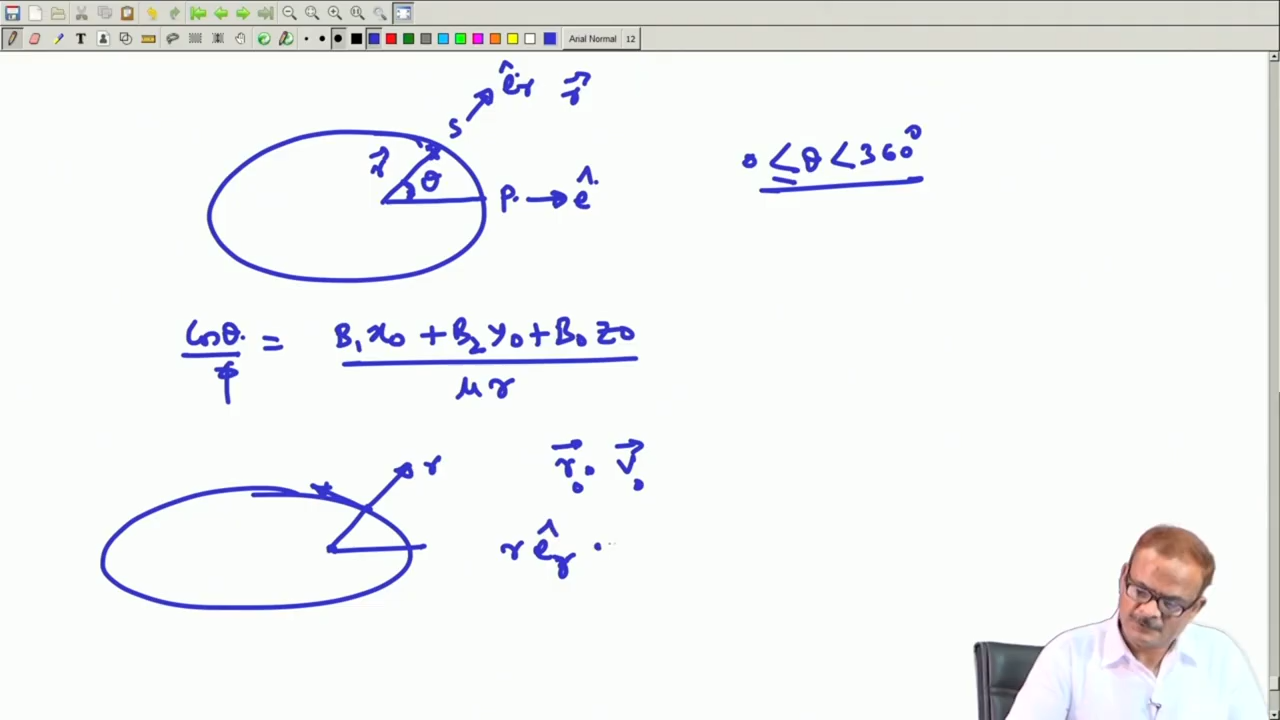 Arial Normal 12
ê_r r⃗
S
r⃗ θ
P. → ê
0 ≤ θ < 360°
cosθ. = B₁x₀ + B₂y₀ + B₀z₀
μr
r
r⃗₀ . v⃗₀
r ê_r .